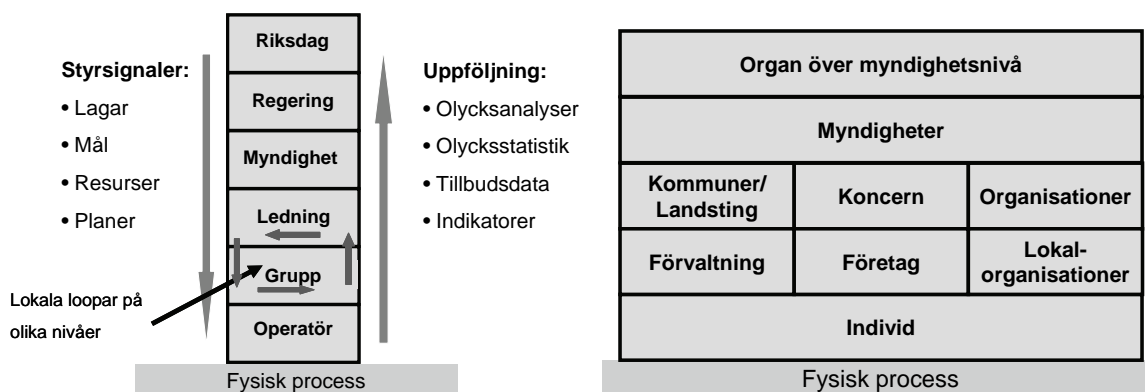 Styrsignaler:
• Lagar
• Mål
• Resurser
• Planer
Lokala loopar på
olika nivåer
Riksdag
Regering
Myndighet
Ledning
Grupp
Operatör
Fysisk process
Uppföljning:
• Olycksanalyser
• Olycksstatistik
• Tillbudsdata
• Indikatorer
Organ över myndighetsnivå
Myndigheter
Kommuner/
Landsting
Koncern
Organisationer
Förvaltning
Företag
Lokal-
organisationer
Individ
Fysisk process